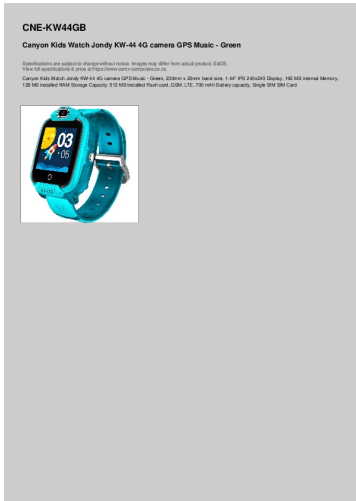 CNE-KW44GB
Canyon Kids Watch Jondy KW-44 4G camera GPS Music - Green
Specifications are subject to change without notice. Images may differ from actual product. E&OE.
View full specifications & price at https://www.comx-computers.co.za
Canyon Kids Watch Jondy KW-44 4G camera GPS Music - Green, 230mm x 20mm band size, 1.44" IPS 240x240 Display, 192 MB internal Memory,
128 MB installed RAM Storage Capacity, 512 MB installed Flash card, GSM, LTE, 700 mAh Battery capacity, Single SIM SIM Card
03
05